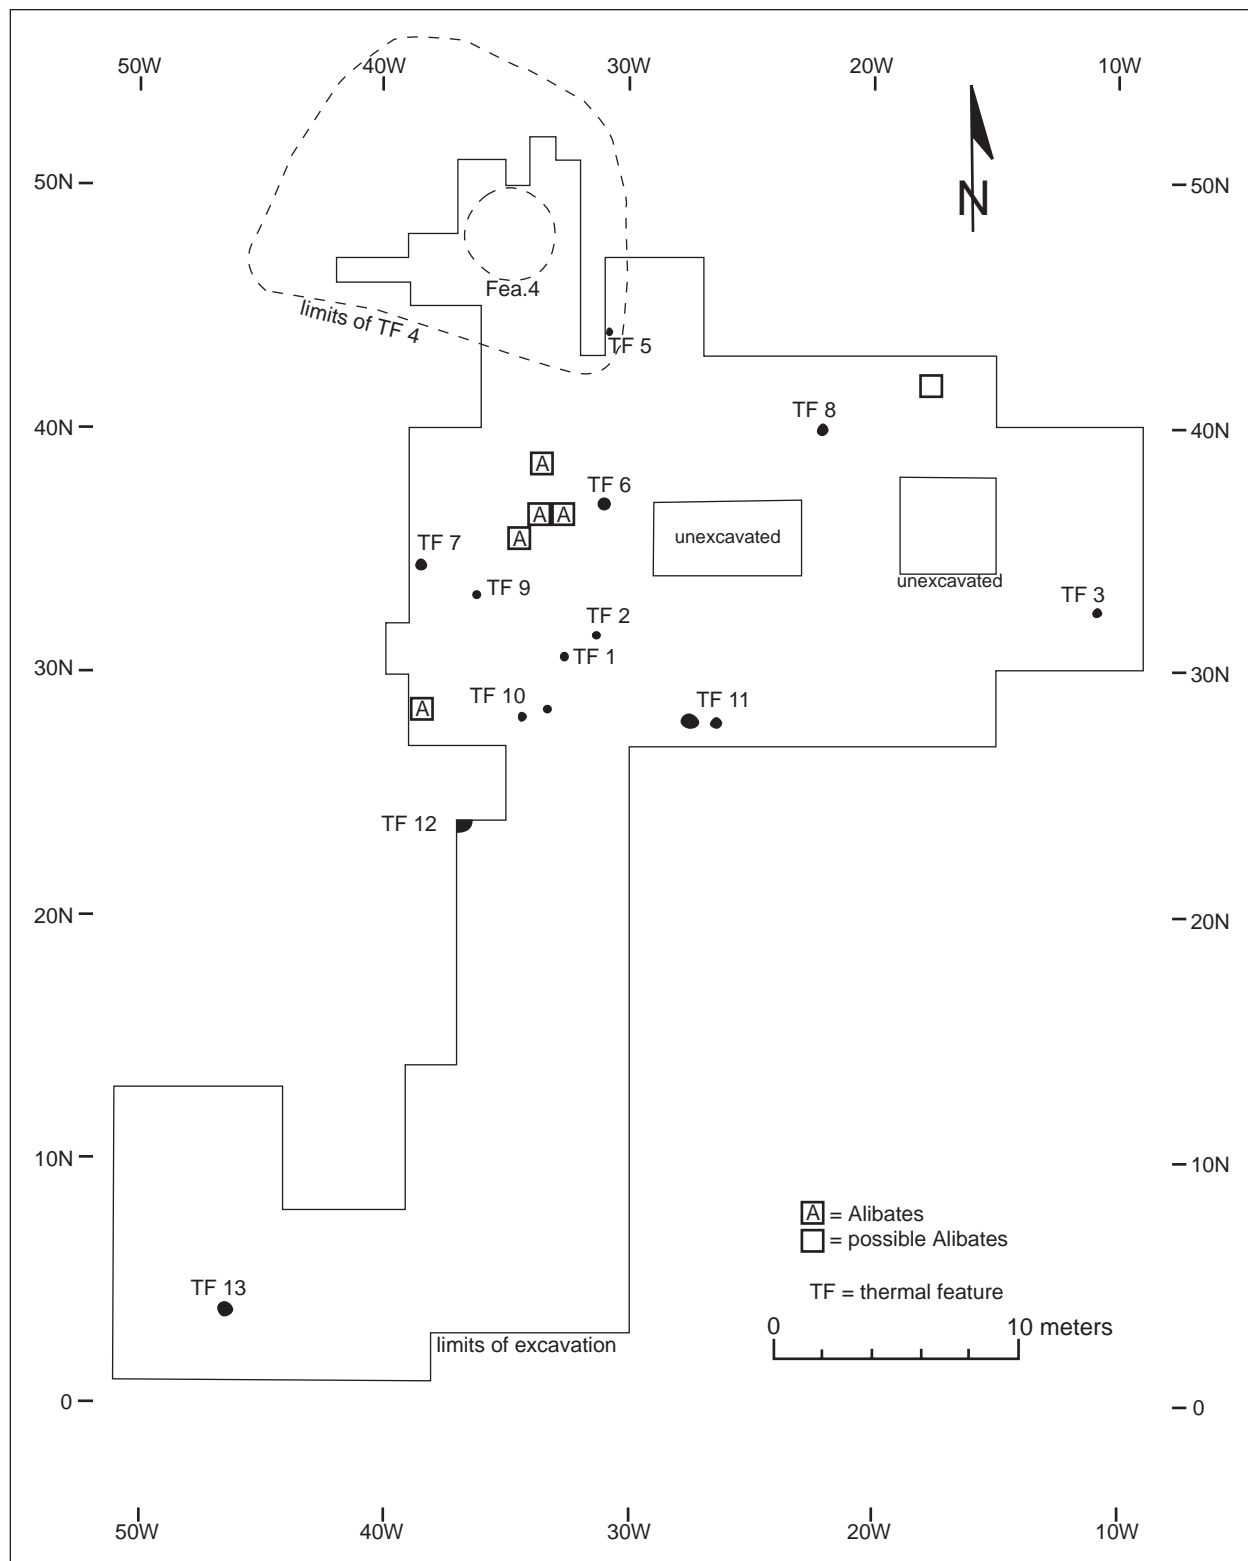 50W 40W 30W 20W 10W
50N 50N
N
Fea.4
limits of TF 4
TF 5
TF 8
40N 40N
A
TF 6
A A
A
unexcavated
TF 7
unexcavated
TF 9
TF 3
TF 2
TF 1
30N 30N
TF 10
TF 11
A
TF 12
20N 20N
10N 10N
A = Alibates
= possible Alibates
TF 13
TF = thermal feature
0 10 meters
limits of excavation
0 0
50W 40W 30W 20W 10W